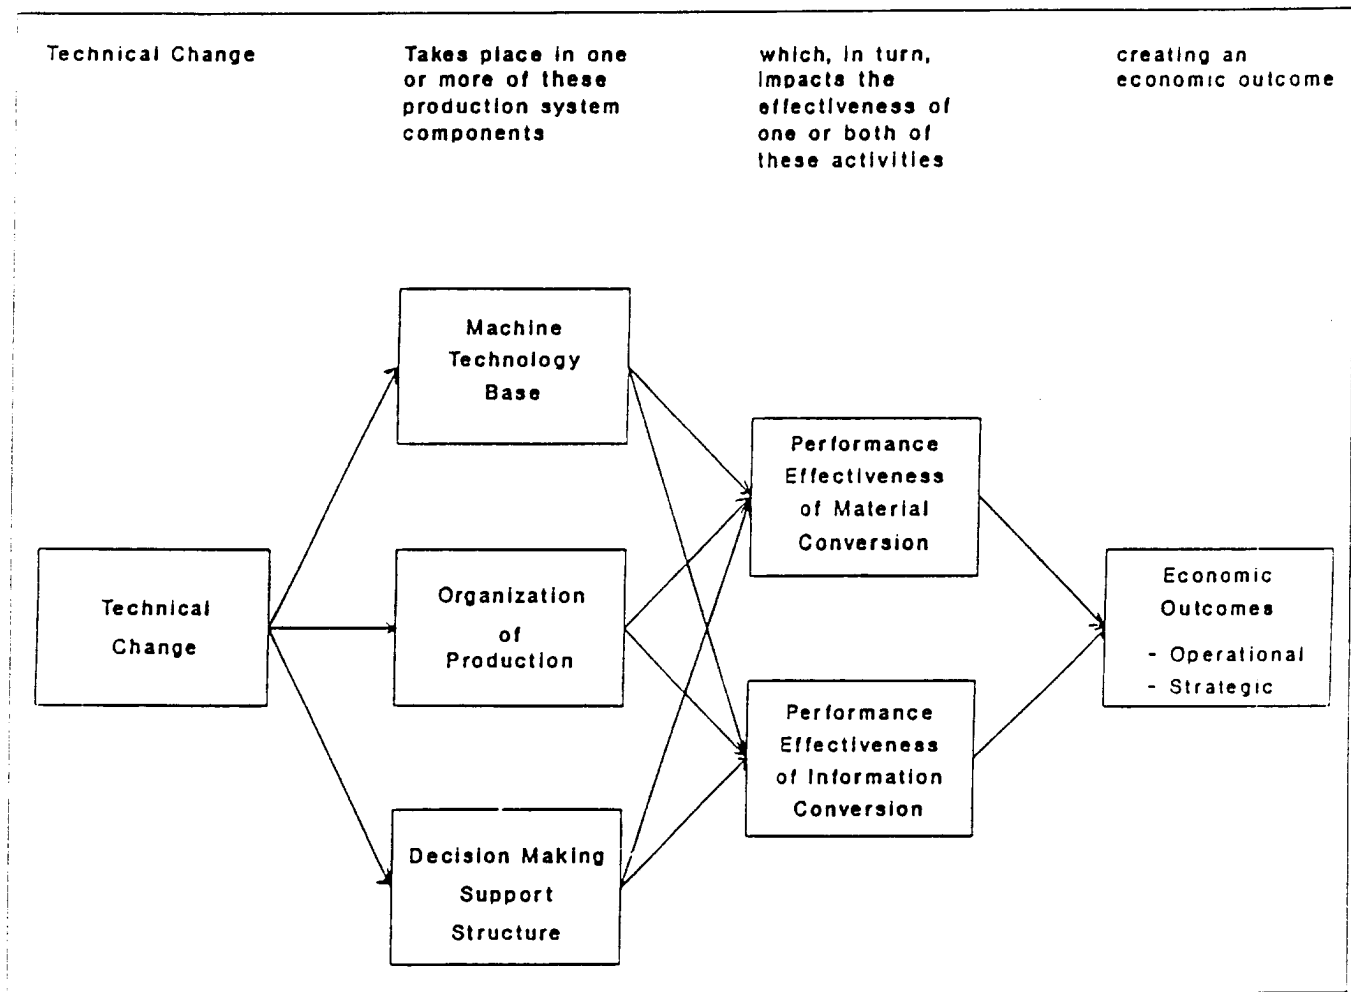 Technical Change
Takes place in one
or more of these
production system
components
which, in turn,
impacts the
effectiveness of
one or both of
these activities
creating an
economic outcome
Machine
Technology
Base
Performance
Effectiveness
of Material
Conversion
Technical
Change
Organization
of
Production
Economic
Outcomes
- Operational
- Strategic
Performance
Effectiveness
of Information
Conversion
Decision Making
Support
Structure